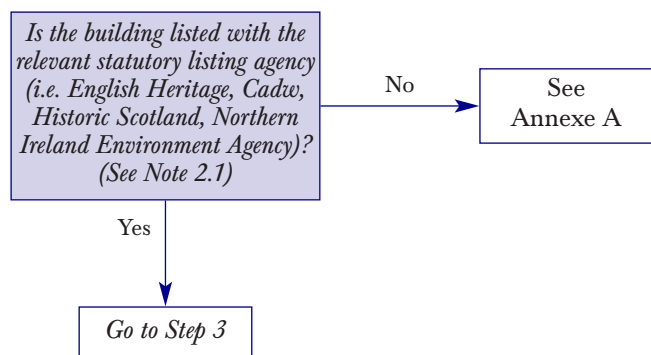 Is the building listed with the
relevant statutory listing agency
(i.e. English Heritage, Cadw,
Historic Scotland, Northern
Ireland Environment Agency)?
(See Note 2.1)
No
See
Annexe A
Yes
Go to Step 3